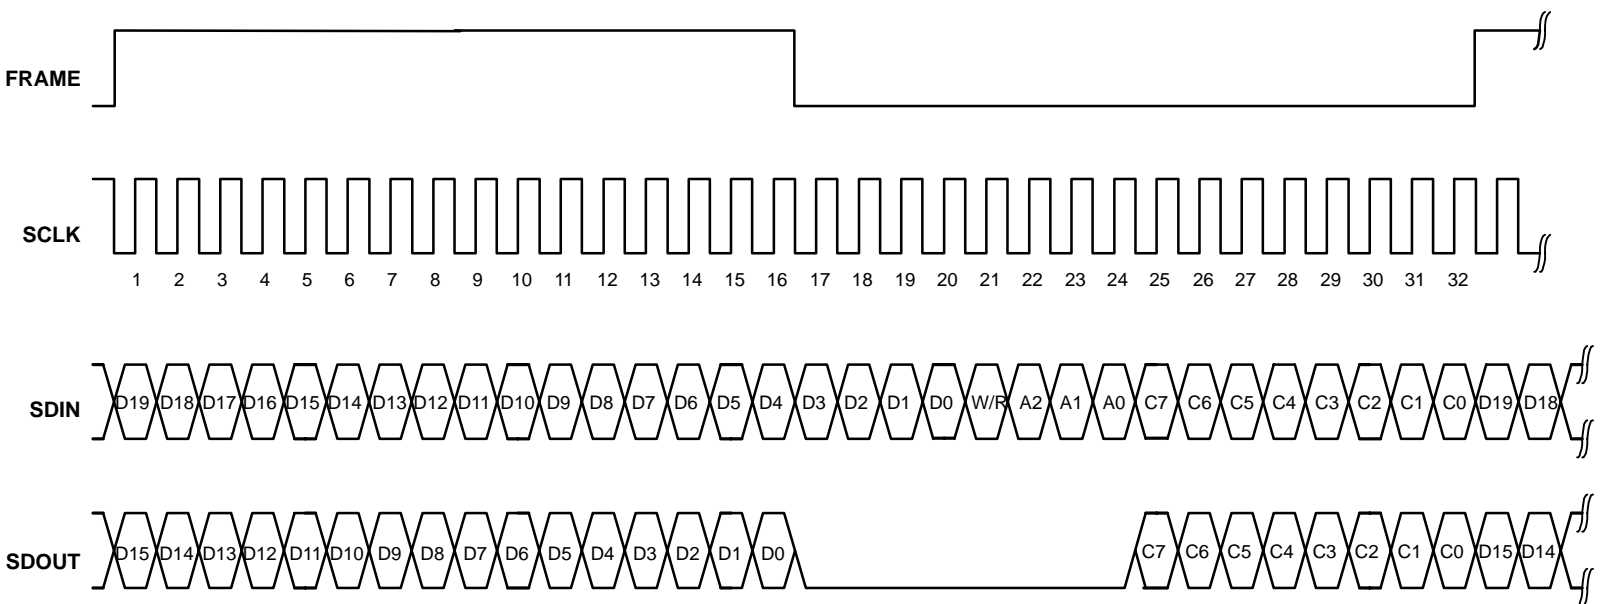 FRAME
SCLK
1 2 3 4 5 6 7 8 9 10 11 12 13 14 15 16 17 18 19 20 21 22 23 24 25 26 27 28 29 30 31 32
SDIN D19 D18 D17 D16 D15 D14 D13 D12 D11 D10 D9 D8 D7 D6 D5 D4 D3 D2 D1 D0 W/R A2 A1 A0 C7 C6 C5 C4 C3 C2 C1 C0 D19 D18
SDOUT D15 D14 D13 D12 D11 D10 D9 D8 D7 D6 D5 D4 D3 D2 D1 D0 C7 C6 C5 C4 C3 C2 C1 C0 D15 D14